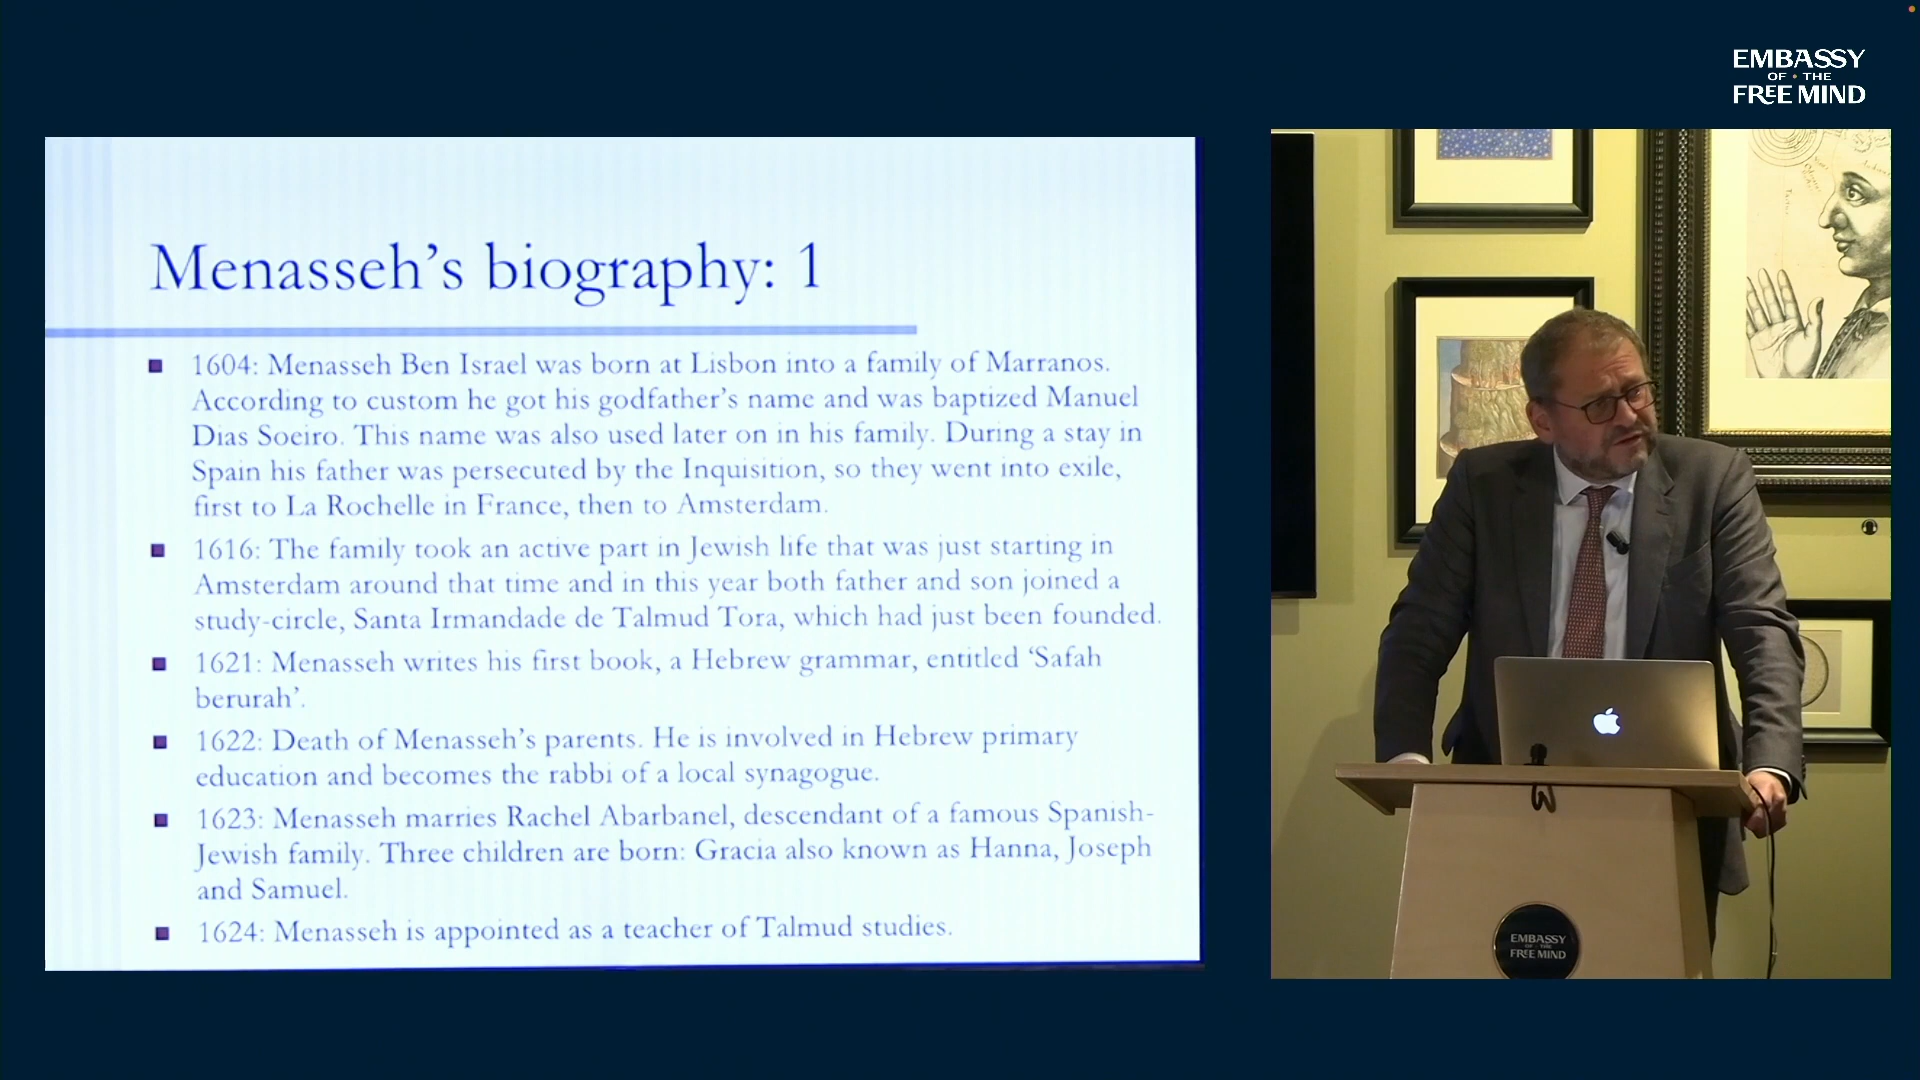 EMBASSY
OF • THE
FREE MIND
Menasseh's biography: 1
1604: Menasseh Ben Israel was born at Lisbon into a family of Marranos.
According to custom he got his godfather's name and was baptized Manuel
Dias Soeiro. This name was also used later on in his family. During a stay in
Spain his father was persecuted by the Inquisition, so they went into exile,
first to La Rochelle in France, then to Amsterdam.
1616: The family took an active part in Jewish life that was just starting in
Amsterdam around that time and in this year both father and son joined a
study-circle, Santa Irmandade de Talmud Tora, which had just been founded.
1621: Menasseh writes his first book, a Hebrew grammar, entitled 'Safah
berurah'.
1622: Death of Menasseh's parents. He is involved in Hebrew primary
education and becomes the rabbi of a local synagogue.
1623: Menasseh marries Rachel Abarbanel, descendant of a famous Spanish-
Jewish family. Three children are born: Gracia also known as Hanna, Joseph
and Samuel.
1624: Menasseh is appointed as a teacher of Talmud studies.
EMBASSY
OF • THE
FREE MIND